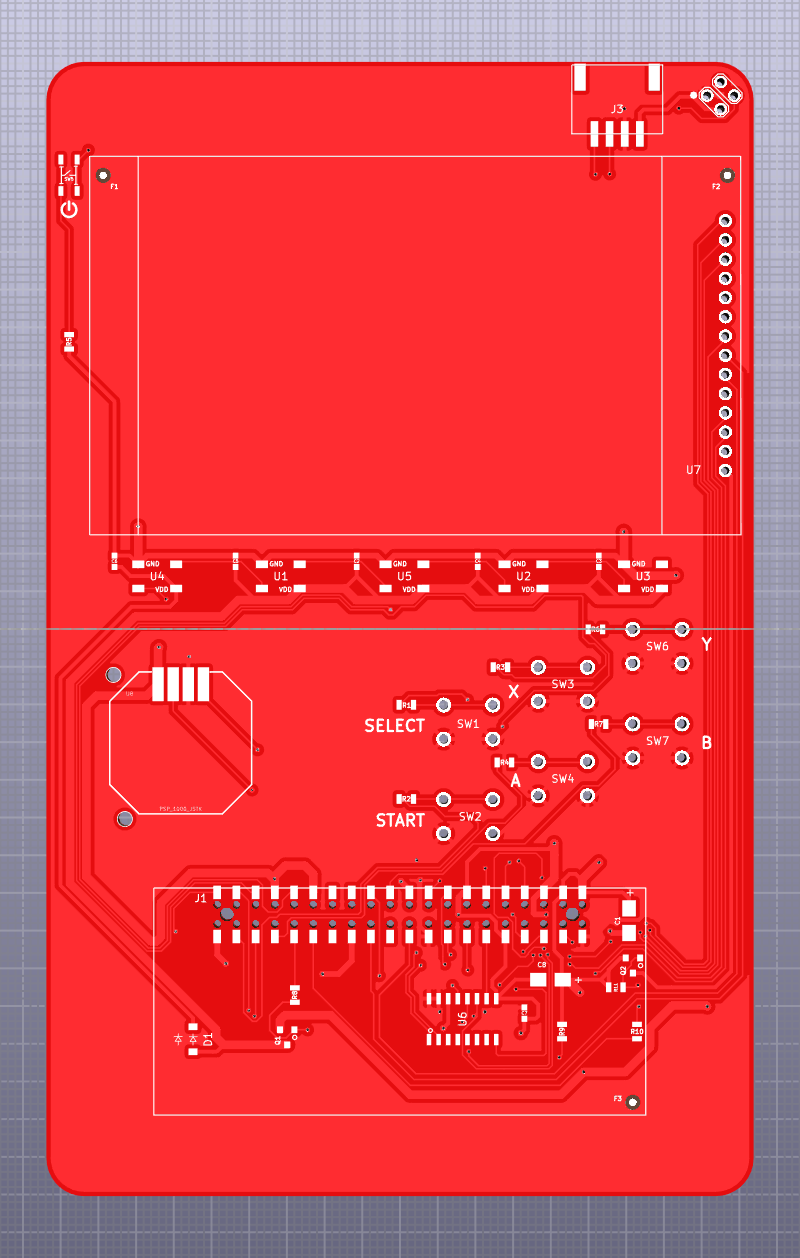 J3
SW5
F1
F2
R5
U7
GND
GND
GND
GND
GND
U4
U1
U5
U2
U3
VDD
VDD
VDD
VDD
VDD
R6
SW6
Y
R3
SW3
X
U8
R1
SW1
SELECT
R7
SW7
B
R4
SW4
A
PSP_1000_JSTK
R2
SW2
START
J1
+
C1
C8
+
Q2
R8
R11
U6
D1
Q1
R9
R10
F3